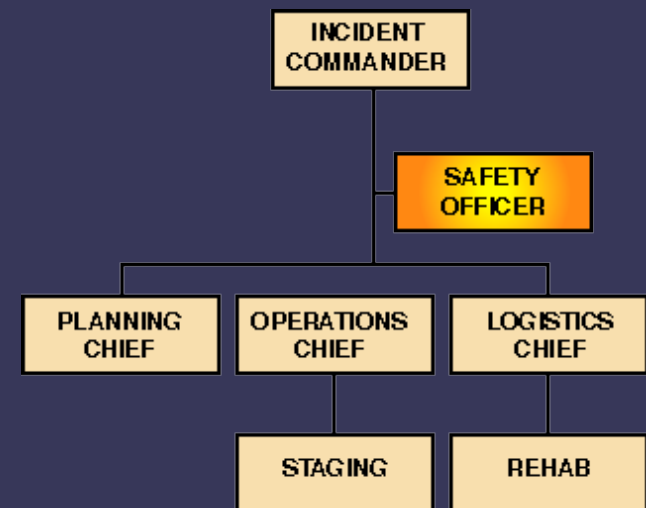 INCIDENT
COMMANDER
SAFETY
OFFICER
PLANNING
CHIEF
OPERATIONS
CHIEF
LOGISTICS
CHIEF
STAGING
REHAB